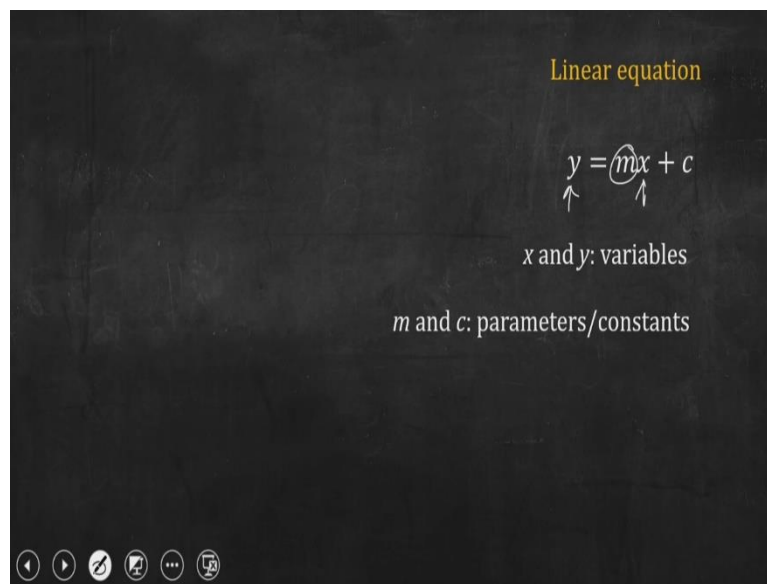 Linear equation
y = mx + c
x and y: variables
m and c: parameters/constants